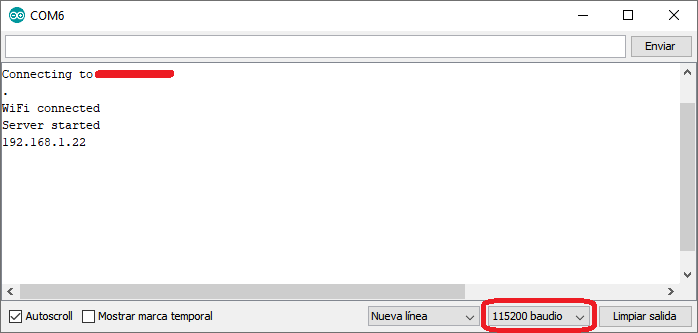 COM6
Enviar
Connecting to
.
WiFi connected
Server started
192.168.1.22
Autoscroll Mostrar marca temporal Nueva línea 115200 baudio Limpiar salida